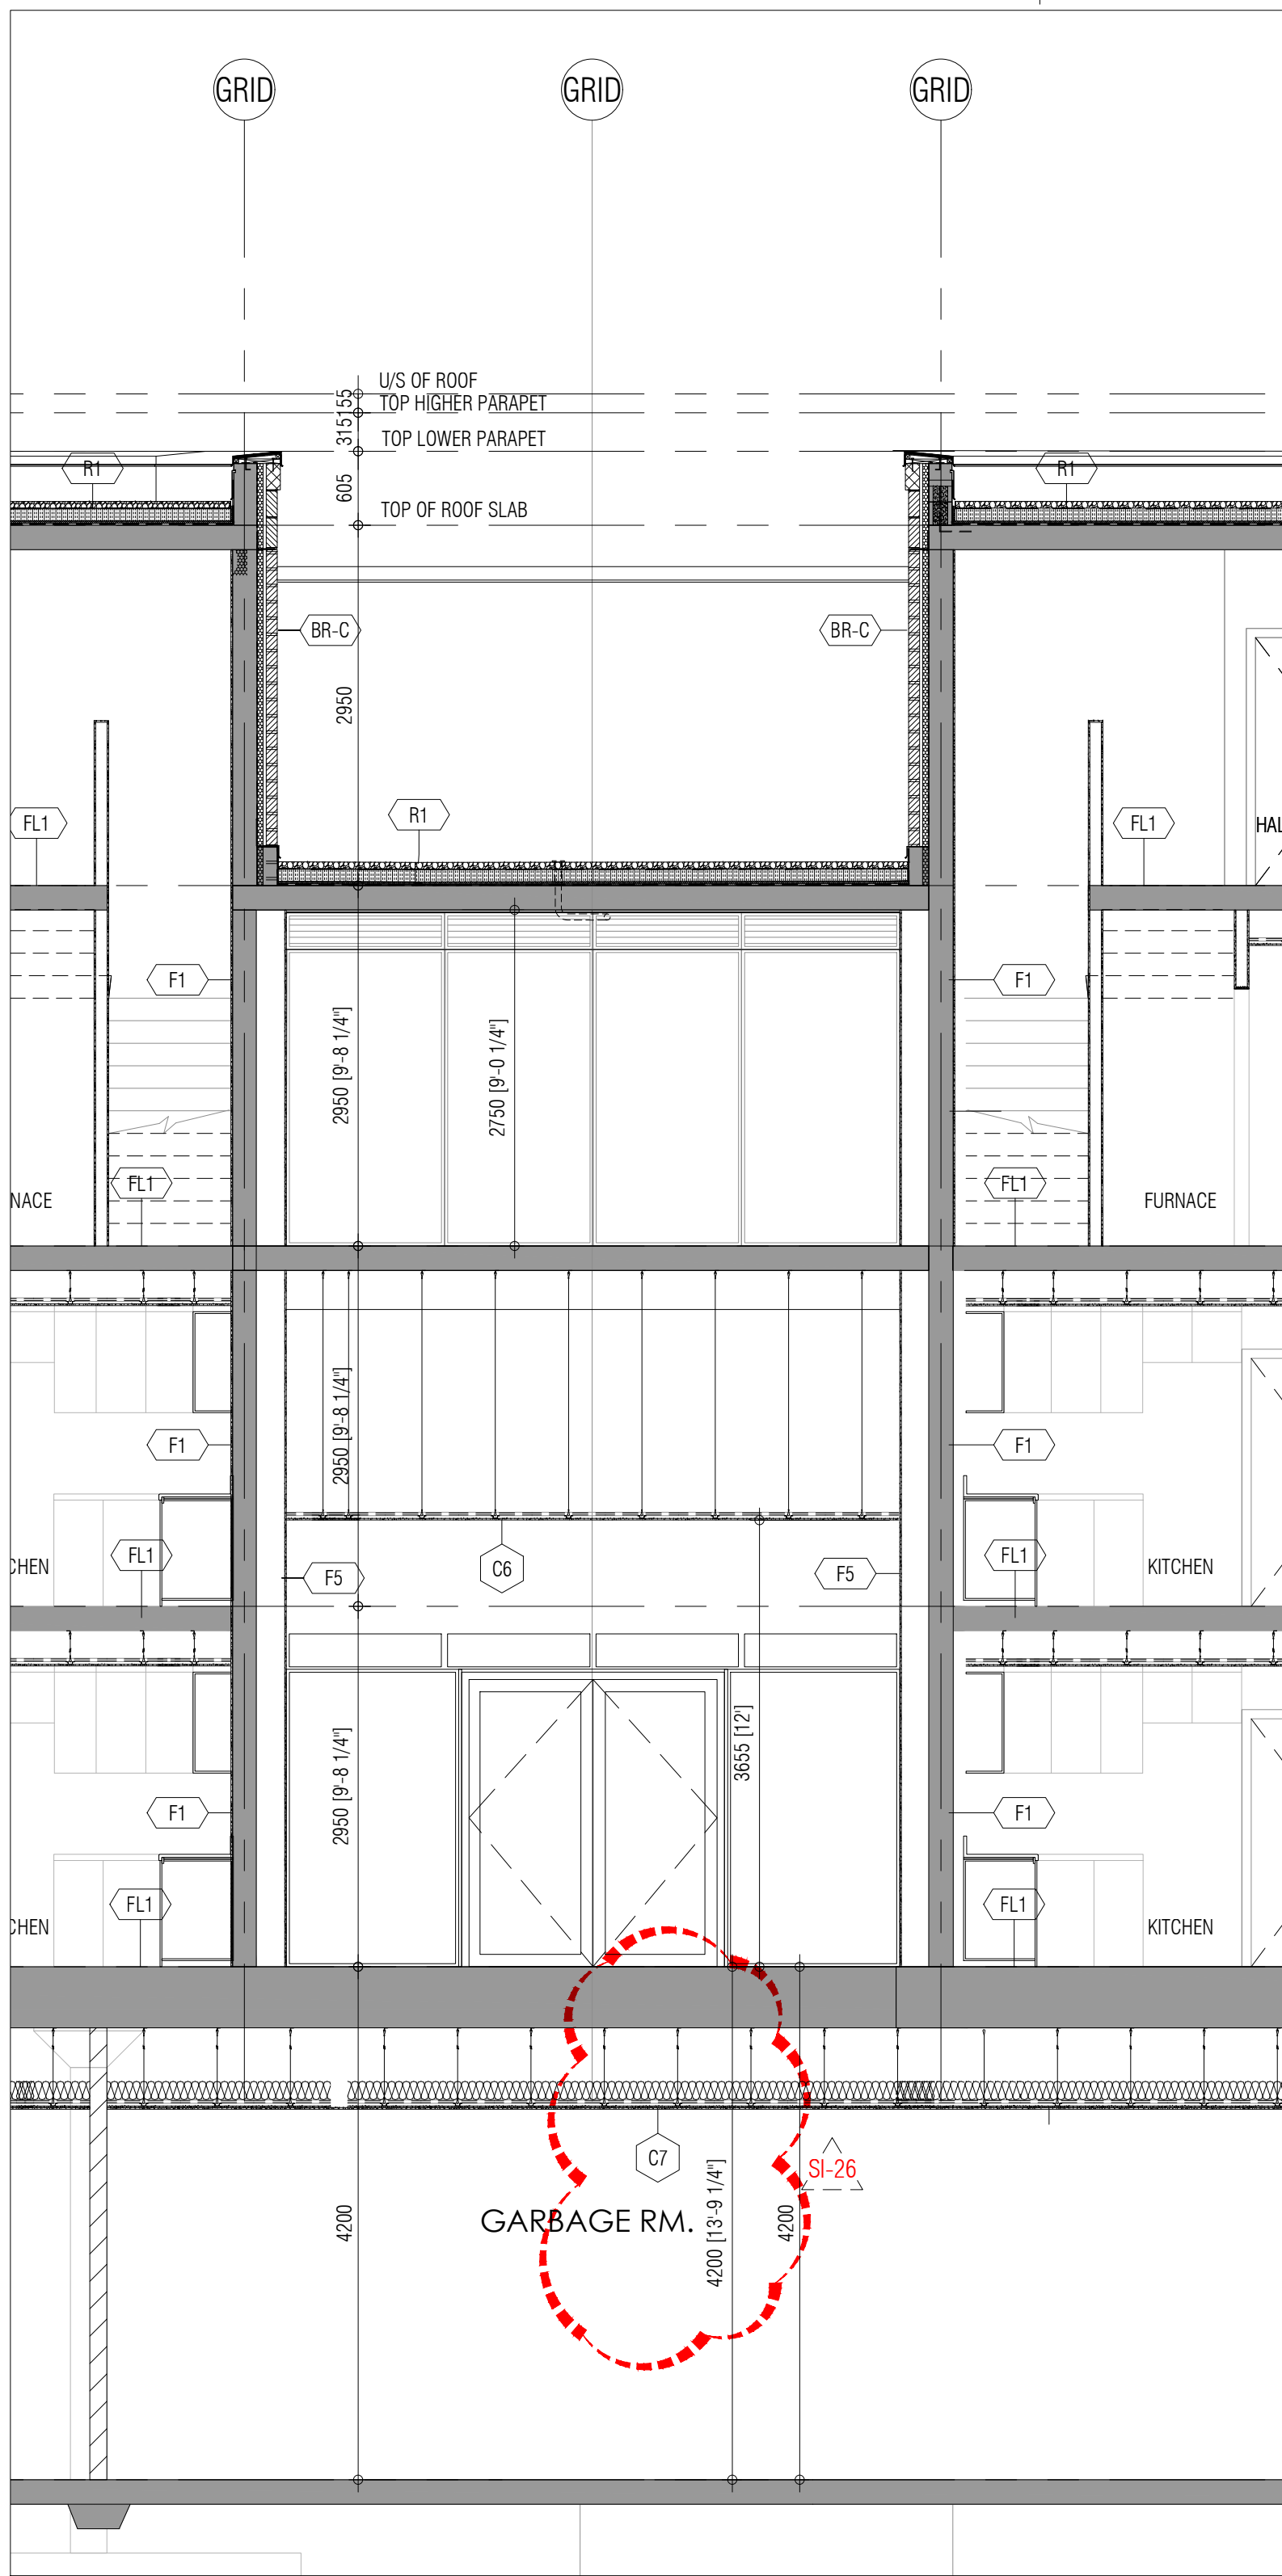 GRID GRID GRID
U/S OF ROOF
155
TOP HIGHER PARAPET
315
TOP LOWER PARAPET
R1 R1
605
TOP OF ROOF SLAB
BR-C BR-C
2950
R1
FL1 FL1
F1 F1
2950 [9'-8 1/4"]
2750 [9'-0 1/4"]
FL1 FL1
FURNACE
2950 [9'-8 1/4"]
F1 F1
FL1 FL1
C6
F5 F5
KITCHEN
3655 [12']
2950 [9'-8 1/4"]
F1 F1
FL1 FL1
KITCHEN
C7
SI-26
GARBAGE RM.
4200
4200 [13'-9 1/4"]
4200